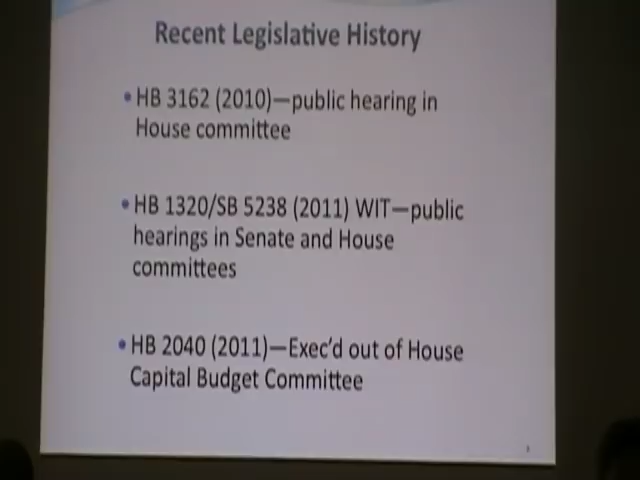 Recent Legislative History
• HB 3162 (2010)—public hearing in
House committee
• HB 1320/SB 5238 (2011) WIT—public
hearings in Senate and House
committees
• HB 2040 (2011)—Exec'd out of House
Capital Budget Committee